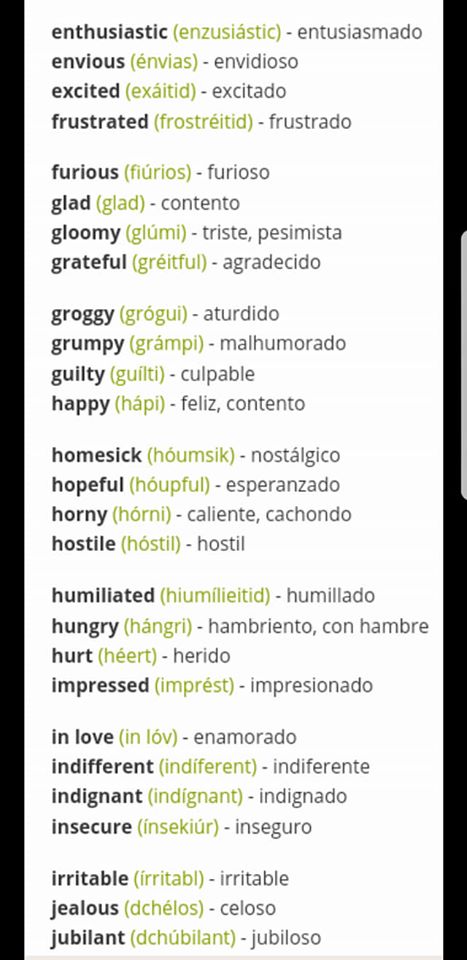 enthusiastic (enzusiástic) - entusiasmado
envious (énvias) - envidioso
excited (exáitid) - excitado
frustrated (frostréitid) - frustrado
furious (fiúrios) - furioso
glad (glad) - contento
gloomy (glúmi) - triste, pesimista
grateful (gréitful) - agradecido
groggy (grógui) - aturdido
grumpy (grámpi) - malhumorado
guilty (guílti) - culpable
happy (hápi) - feliz, contento
homesick (hóumsik) - nostálgico
hopeful (hóupful) - esperanzado
horny (hórni) - caliente, cachondo
hostile (hóstil) - hostil
humiliated (hiumílieitid) - humillado
hungry (hángri) - hambriento, con hambre
hurt (héert) - herido
impressed (imprést) - impresionado
in love (in lóv) - enamorado
indifferent (indíferent) - indiferente
indignant (indígnant) - indignado
insecure (ínsekiúr) - inseguro
irritable (írritabl) - irritable
jealous (dchélos) - celoso
jubilant (dchúbilant) - jubiloso